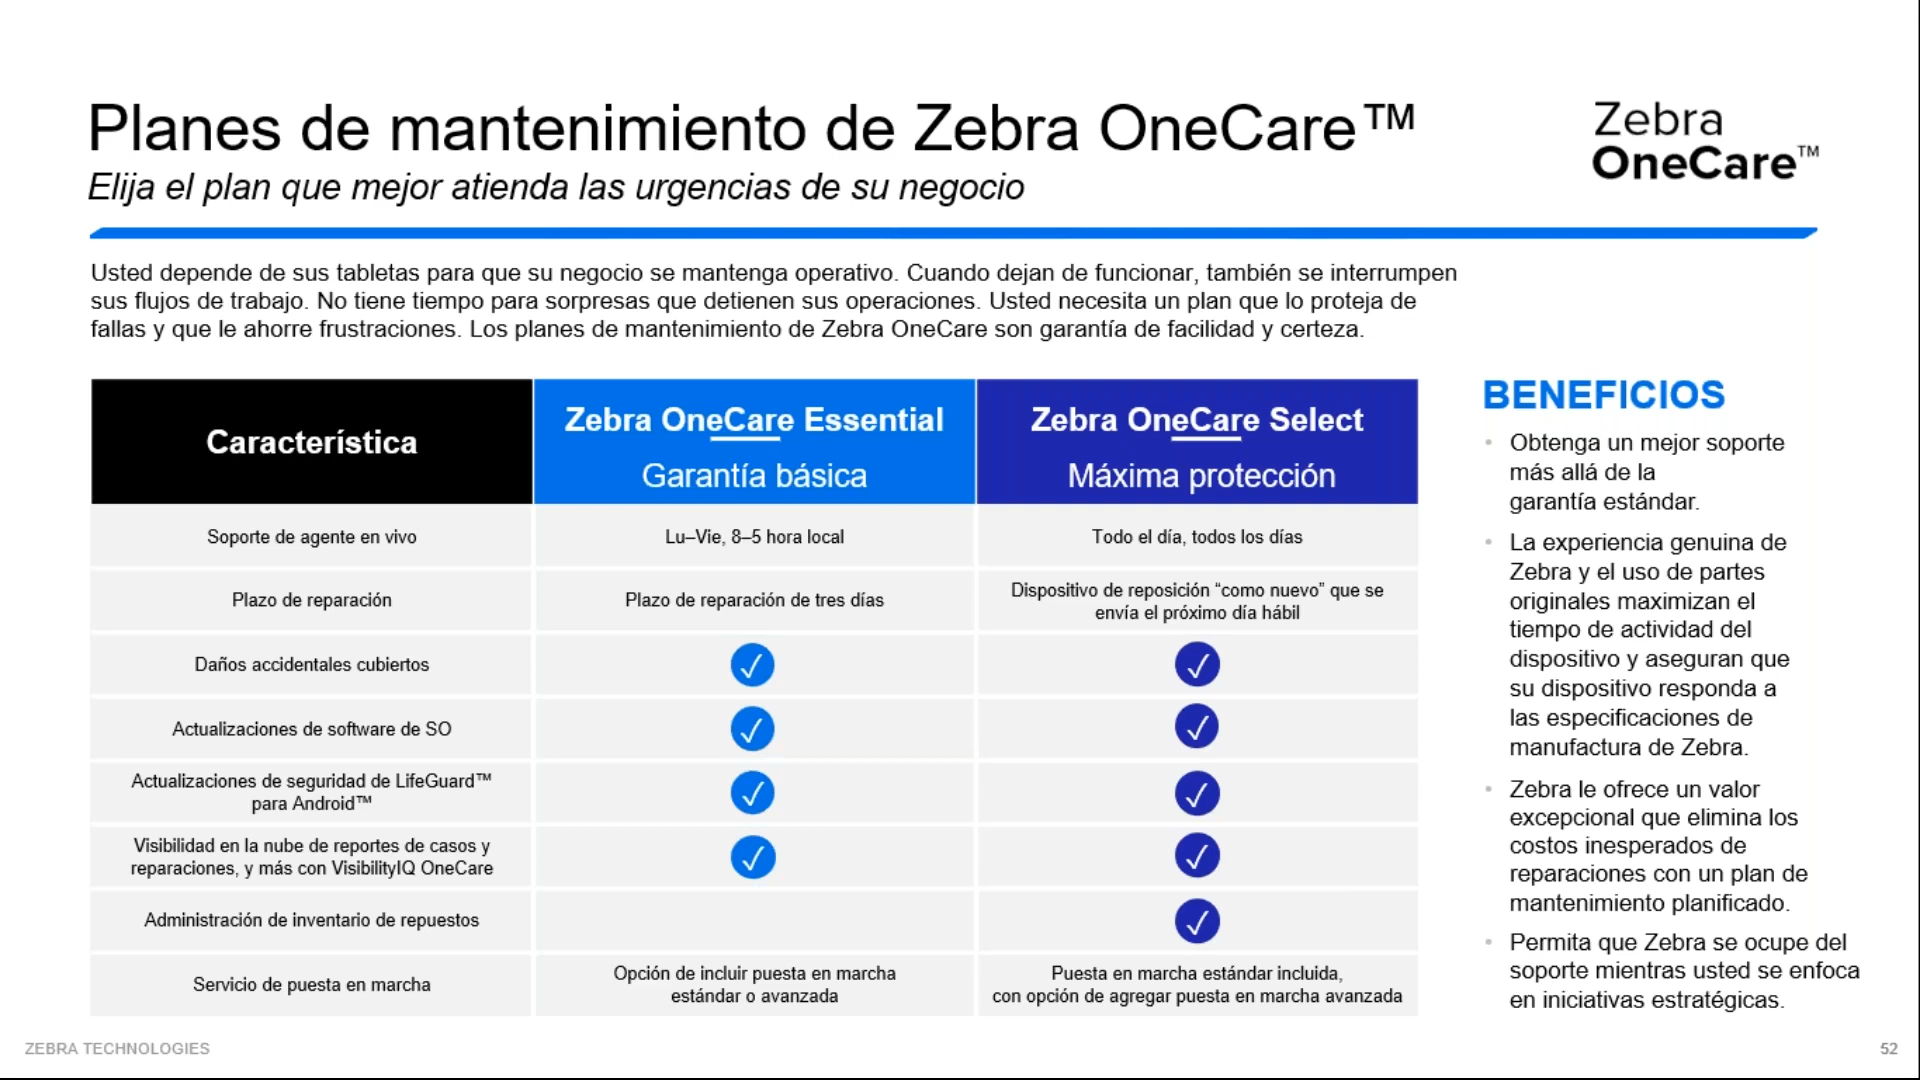 Planes de mantenimiento de Zebra OneCare™
Elija el plan que mejor atienda las urgencias de su negocio
Zebra
OneCare™
Usted depende de sus tabletas para que su negocio se mantenga operativo. Cuando dejan de funcionar, también se interrumpen
sus flujos de trabajo. No tiene tiempo para sorpresas que detienen sus operaciones. Usted necesita un plan que lo proteja de
fallas y que le ahorre frustraciones. Los planes de mantenimiento de Zebra OneCare son garantía de facilidad y certeza.
Característica
Zebra OneCare Essential
Garantía básica
Zebra OneCare Select
Máxima protección
Soporte de agente en vivo
Lu–Vie, 8–5 hora local
Todo el día, todos los días
Plazo de reparación
Plazo de reparación de tres días
Dispositivo de reposición “como nuevo” que se
envía el próximo día hábil
Daños accidentales cubiertos
✓
✓
Actualizaciones de software de SO
✓
✓
Actualizaciones de seguridad de LifeGuard™
para Android™
✓
✓
Visibilidad en la nube de reportes de casos y
reparaciones, y más con VisibilityIQ OneCare
✓
✓
Administración de inventario de repuestos
✓
Servicio de puesta en marcha
Opción de incluir puesta en marcha
estándar o avanzada
Puesta en marcha estándar incluida,
con opción de agregar puesta en marcha avanzada
BENEFICIOS
• Obtenga un mejor soporte
más allá de la
garantía estándar.
• La experiencia genuina de
Zebra y el uso de partes
originales maximizan el
tiempo de actividad del
dispositivo y aseguran que
su dispositivo responda a
las especificaciones de
manufactura de Zebra.
• Zebra le ofrece un valor
excepcional que elimina los
costos inesperados de
reparaciones con un plan de
mantenimiento planificado.
• Permita que Zebra se ocupe del
soporte mientras usted se enfoca
en iniciativas estratégicas.
ZEBRA TECHNOLOGIES
52